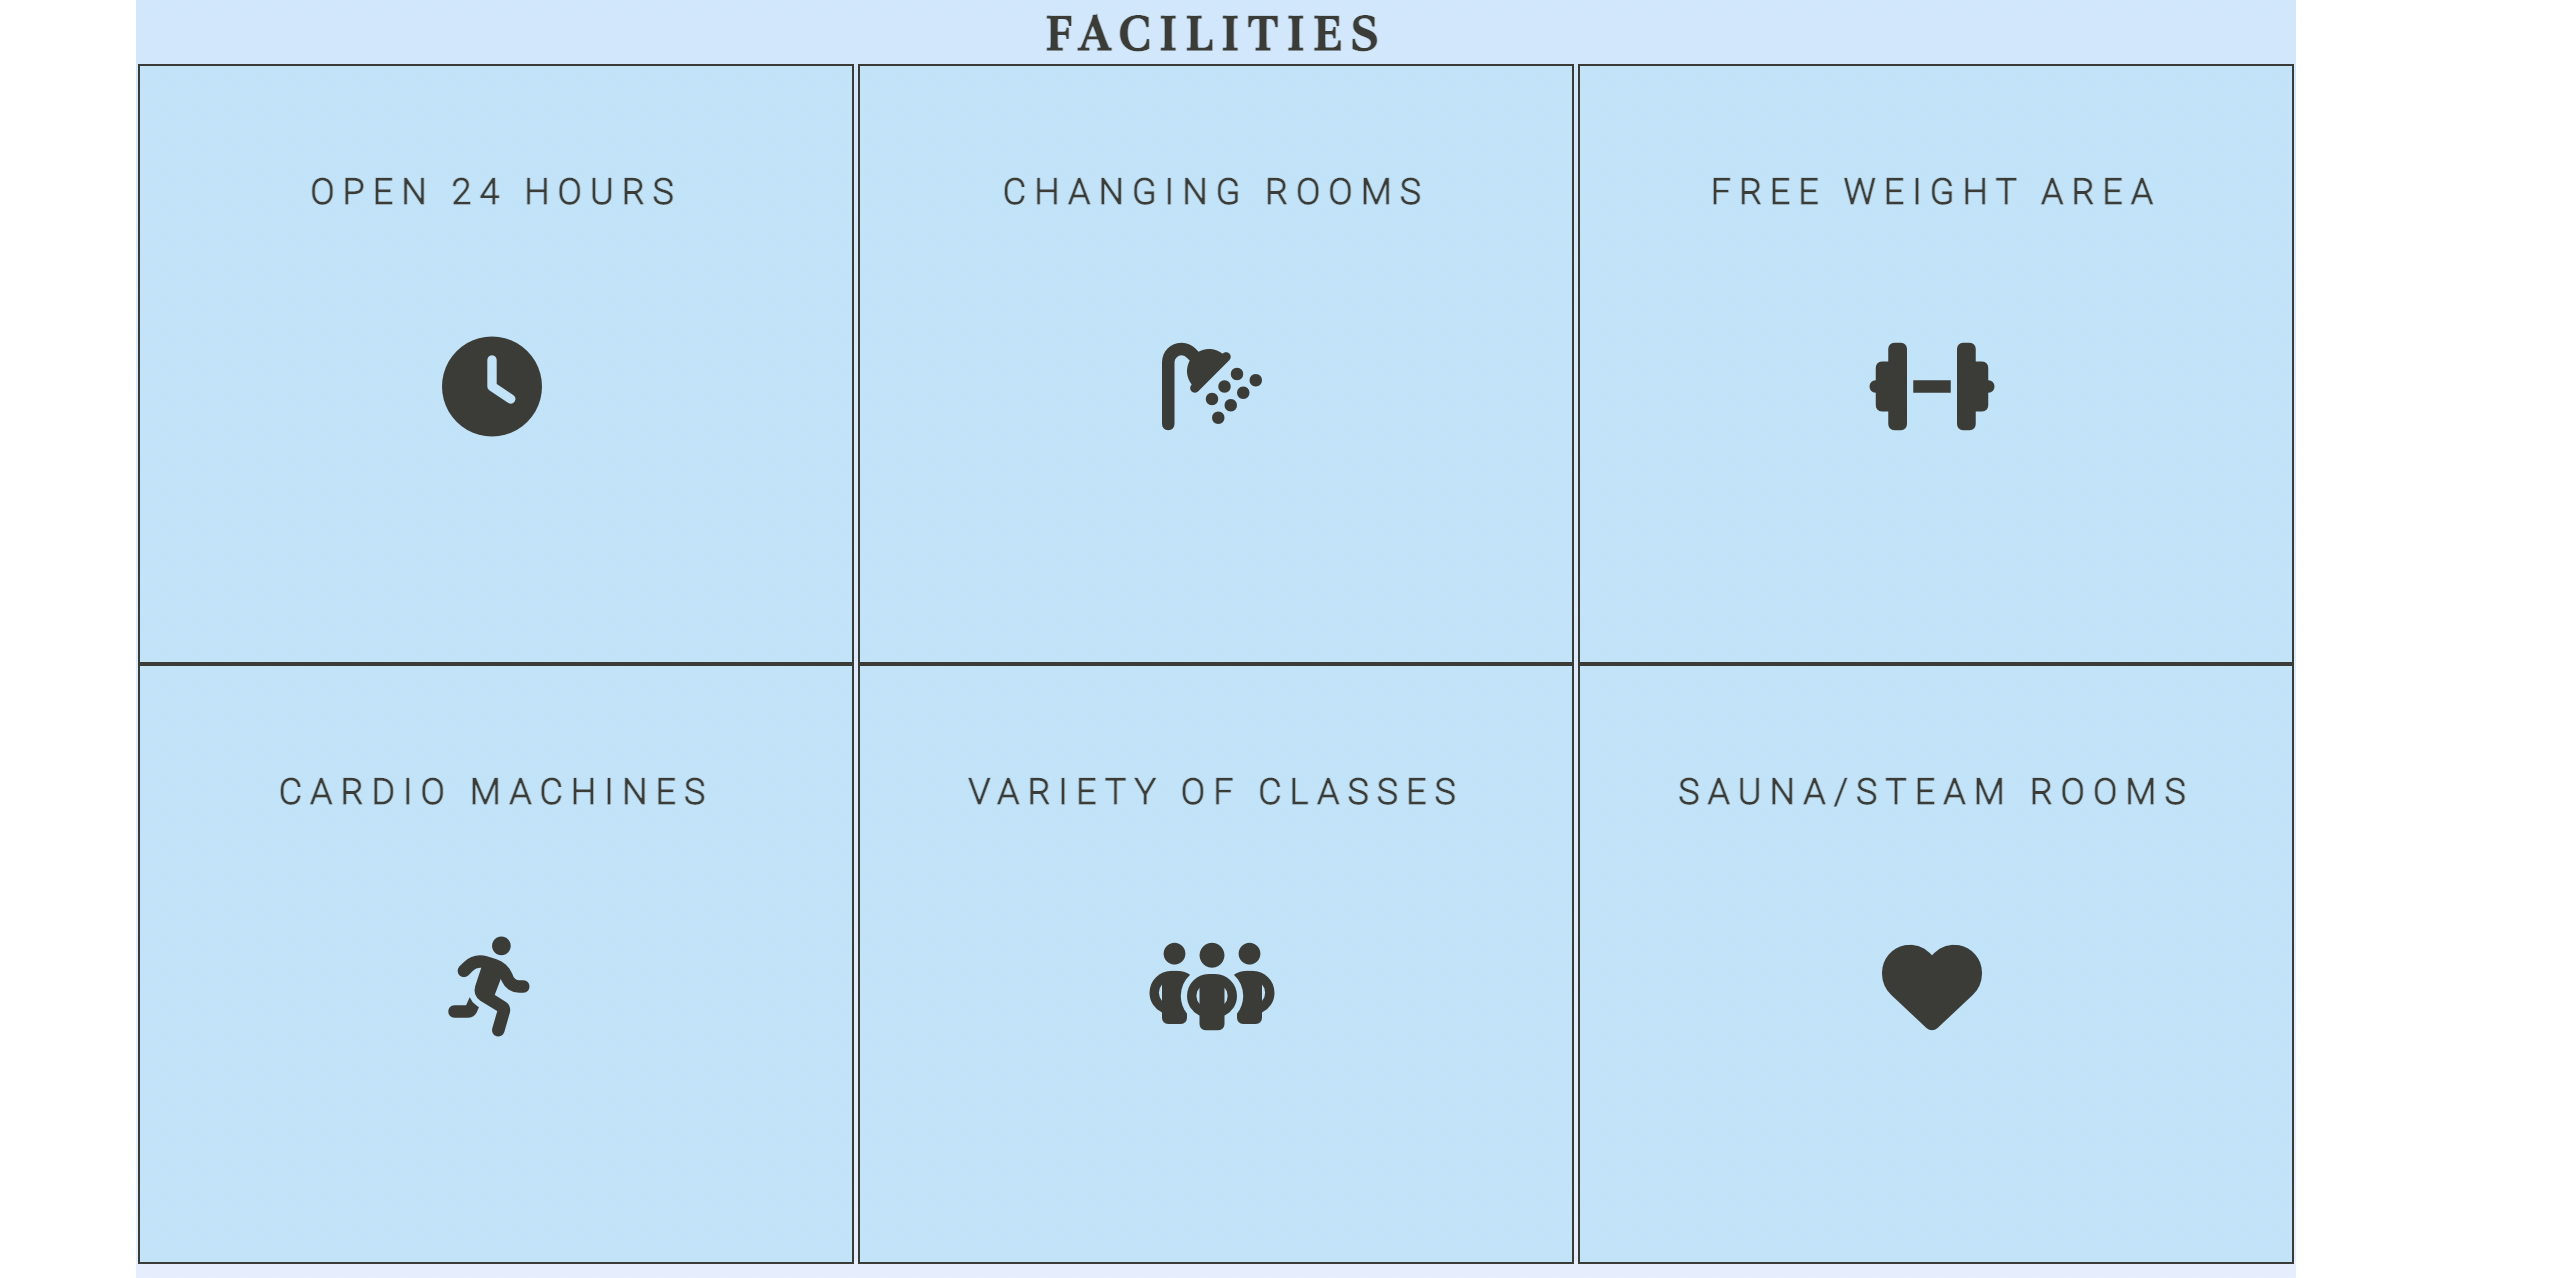 FACILITIES
OPEN 24 HOURS
CHANGING ROOMS
FREE WEIGHT AREA
CARDIO MACHINES
VARIETY OF CLASSES
SAUNA/STEAM ROOMS